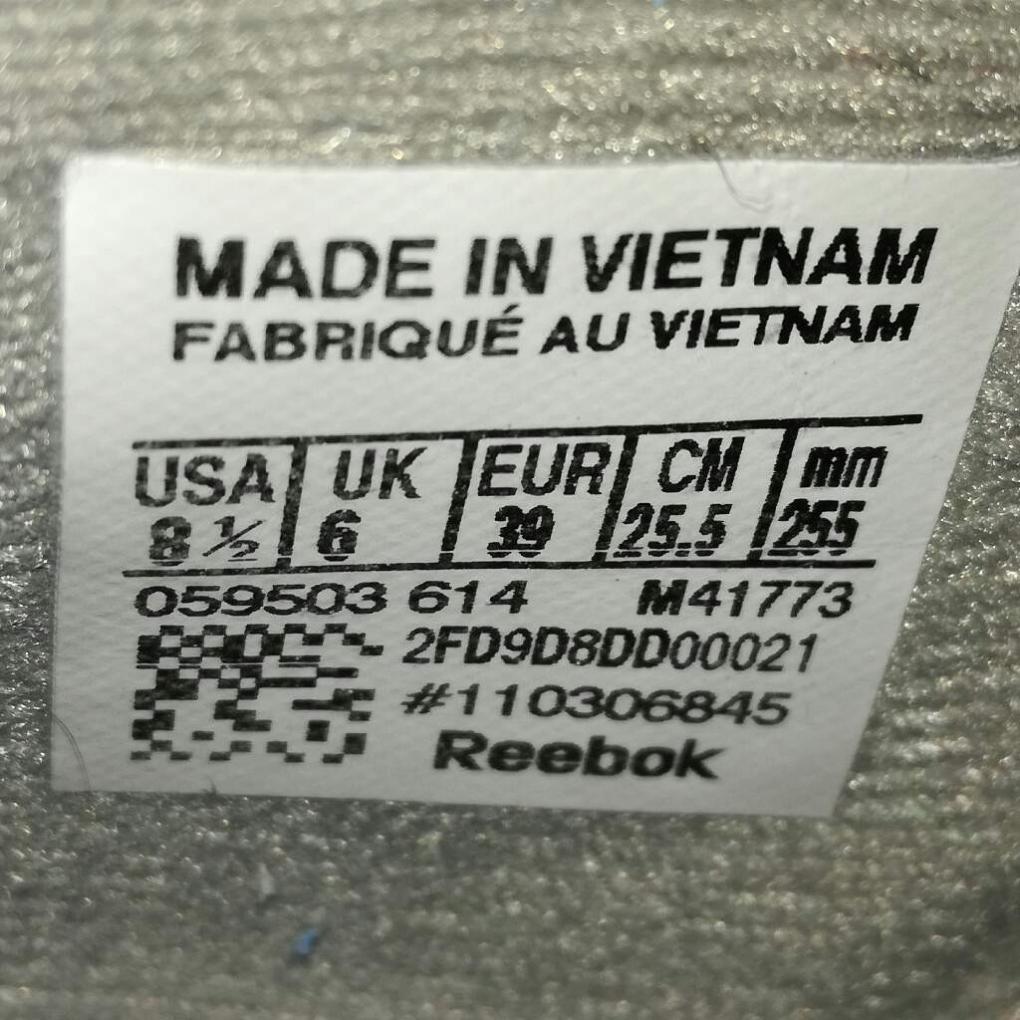 MADE IN VIETNAM
FABRIQUÉ AU VIETNAM
USA UK EUR CM mm
8 ½ 6 39 25.5 255
059503 614 M41773
2FD9D8DD00021
#110306845
Reebok